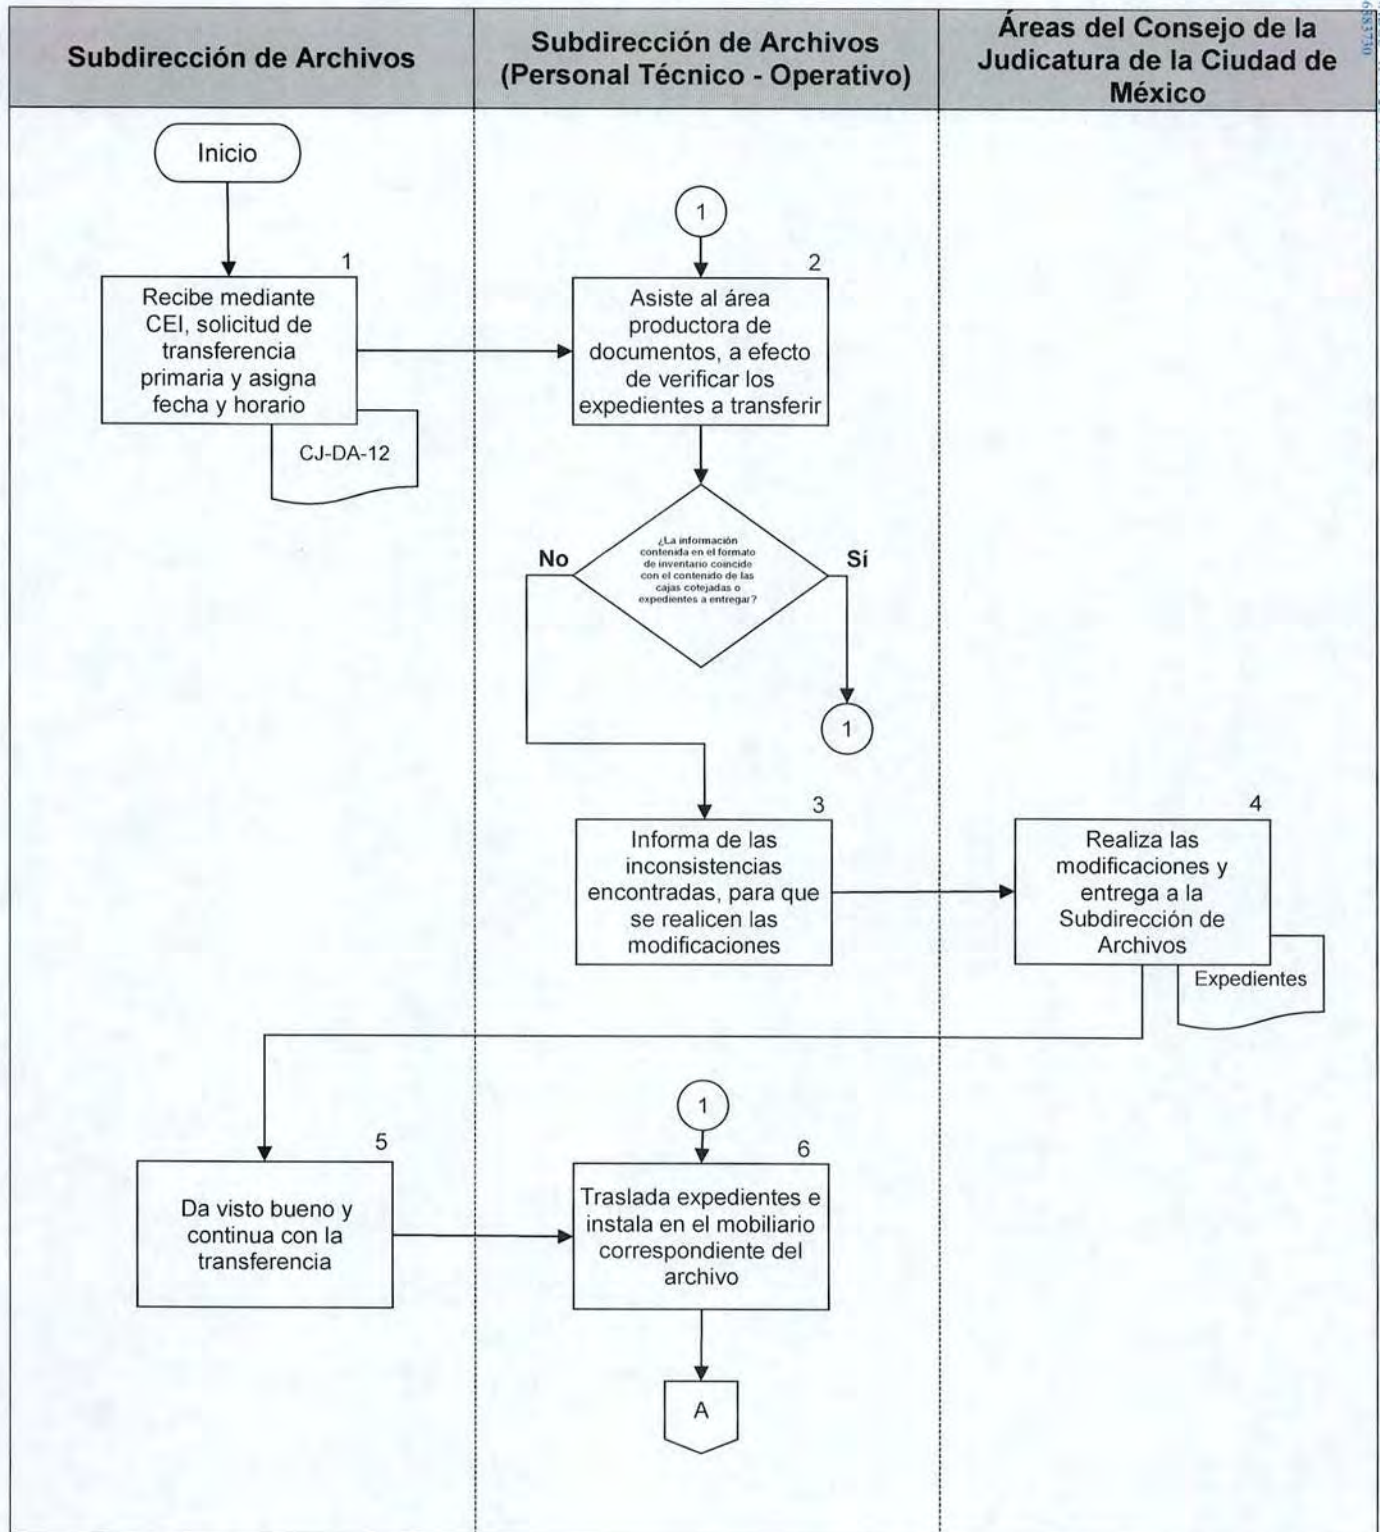 Subdirección de Archivos
Subdirección de Archivos
(Personal Técnico - Operativo)
Áreas del Consejo de la
Judicatura de la Ciudad de
México
Inicio
1
1
Recibe mediante
CEI, solicitud de
transferencia
primaria y asigna
fecha y horario
CJ-DA-12
2
Asiste al área
productora de
documentos, a efecto
de verificar los
expedientes a transferir
¿La información
contenida en el formato
de inventario coincide
con el contenido de las
cajas cotejadas o
expedientes a entregar?
No
Sí
1
3
Informa de las
inconsistencias
encontradas, para que
se realicen las
modificaciones
4
Realiza las
modificaciones y
entrega a la
Subdirección de
Archivos
Expedientes
5
Da visto bueno y
continua con la
transferencia
1
6
Traslada expedientes e
instala en el mobiliario
correspondiente del
archivo
A